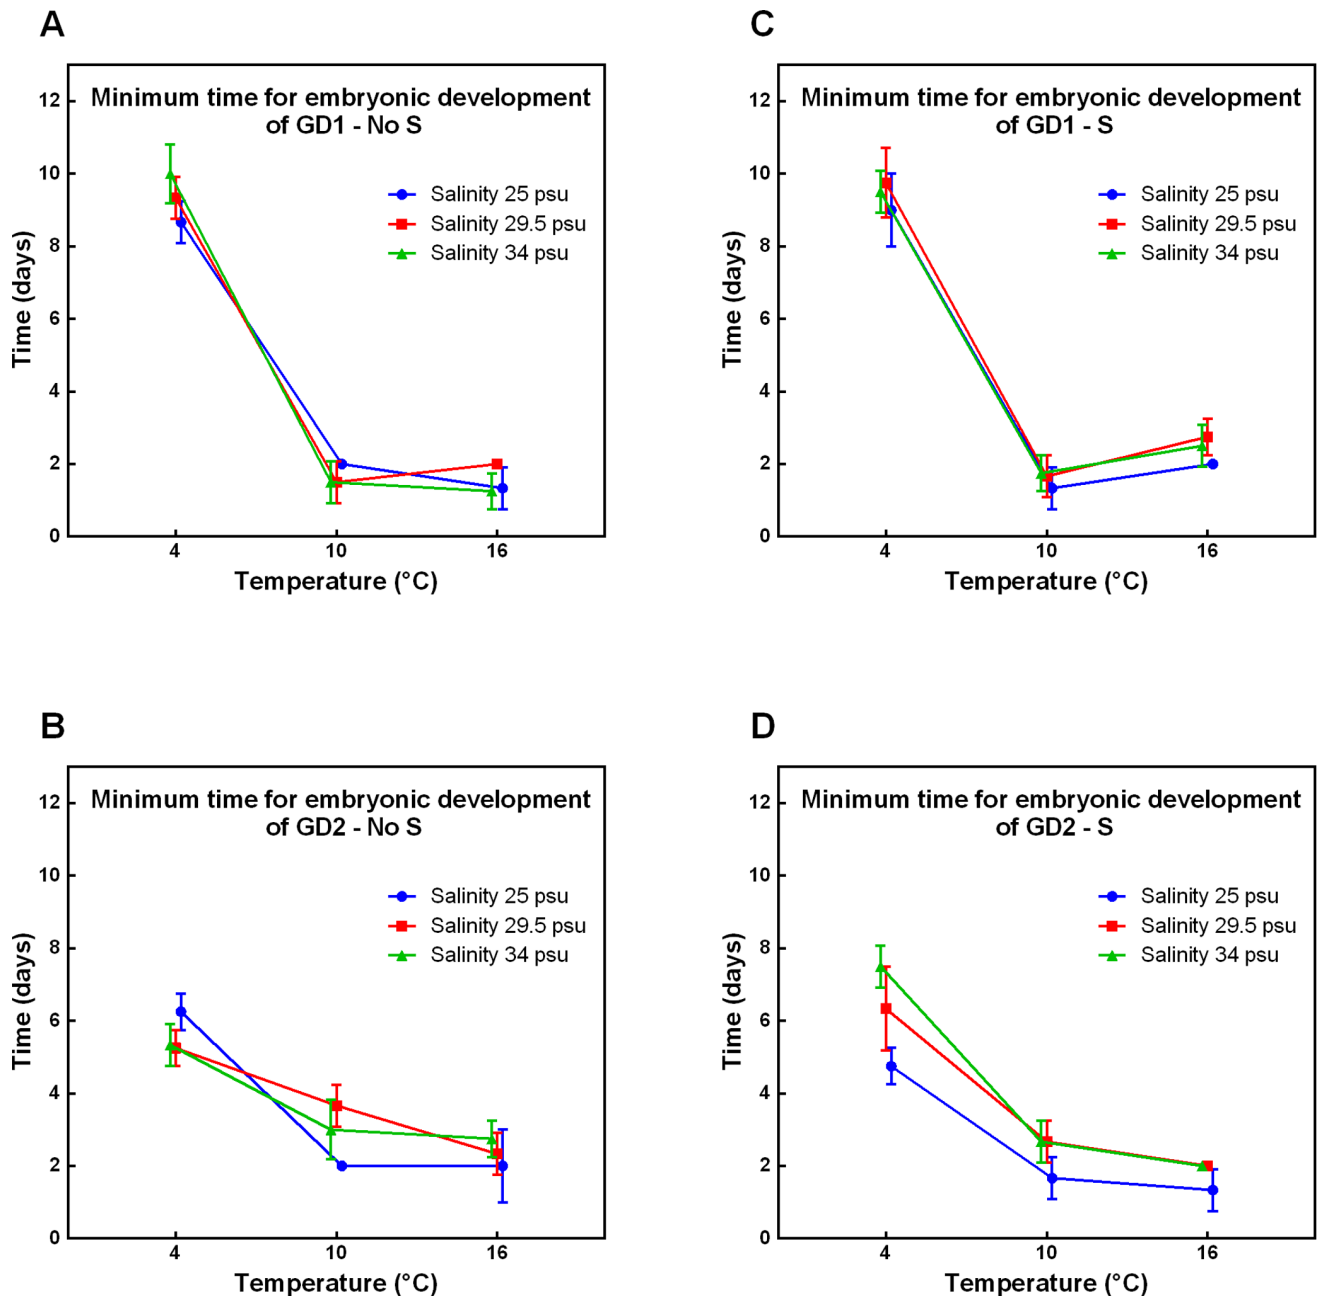 A
Minimum time for embryonic development
of GD1 - No S
Salinity 25 psu
Salinity 29.5 psu
Salinity 34 psu
Time (days)
12
10
8
6
4
2
0
4
10
16
Temperature (°C)
C
Minimum time for embryonic development
of GD1 - S
Salinity 25 psu
Salinity 29.5 psu
Salinity 34 psu
Time (days)
12
10
8
6
4
2
0
4
10
16
Temperature (°C)
B
Minimum time for embryonic development
of GD2 - No S
Salinity 25 psu
Salinity 29.5 psu
Salinity 34 psu
Time (days)
12
10
8
6
4
2
0
4
10
16
Temperature (°C)
D
Minimum time for embryonic development
of GD2 - S
Salinity 25 psu
Salinity 29.5 psu
Salinity 34 psu
Time (days)
12
10
8
6
4
2
0
4
10
16
Temperature (°C)